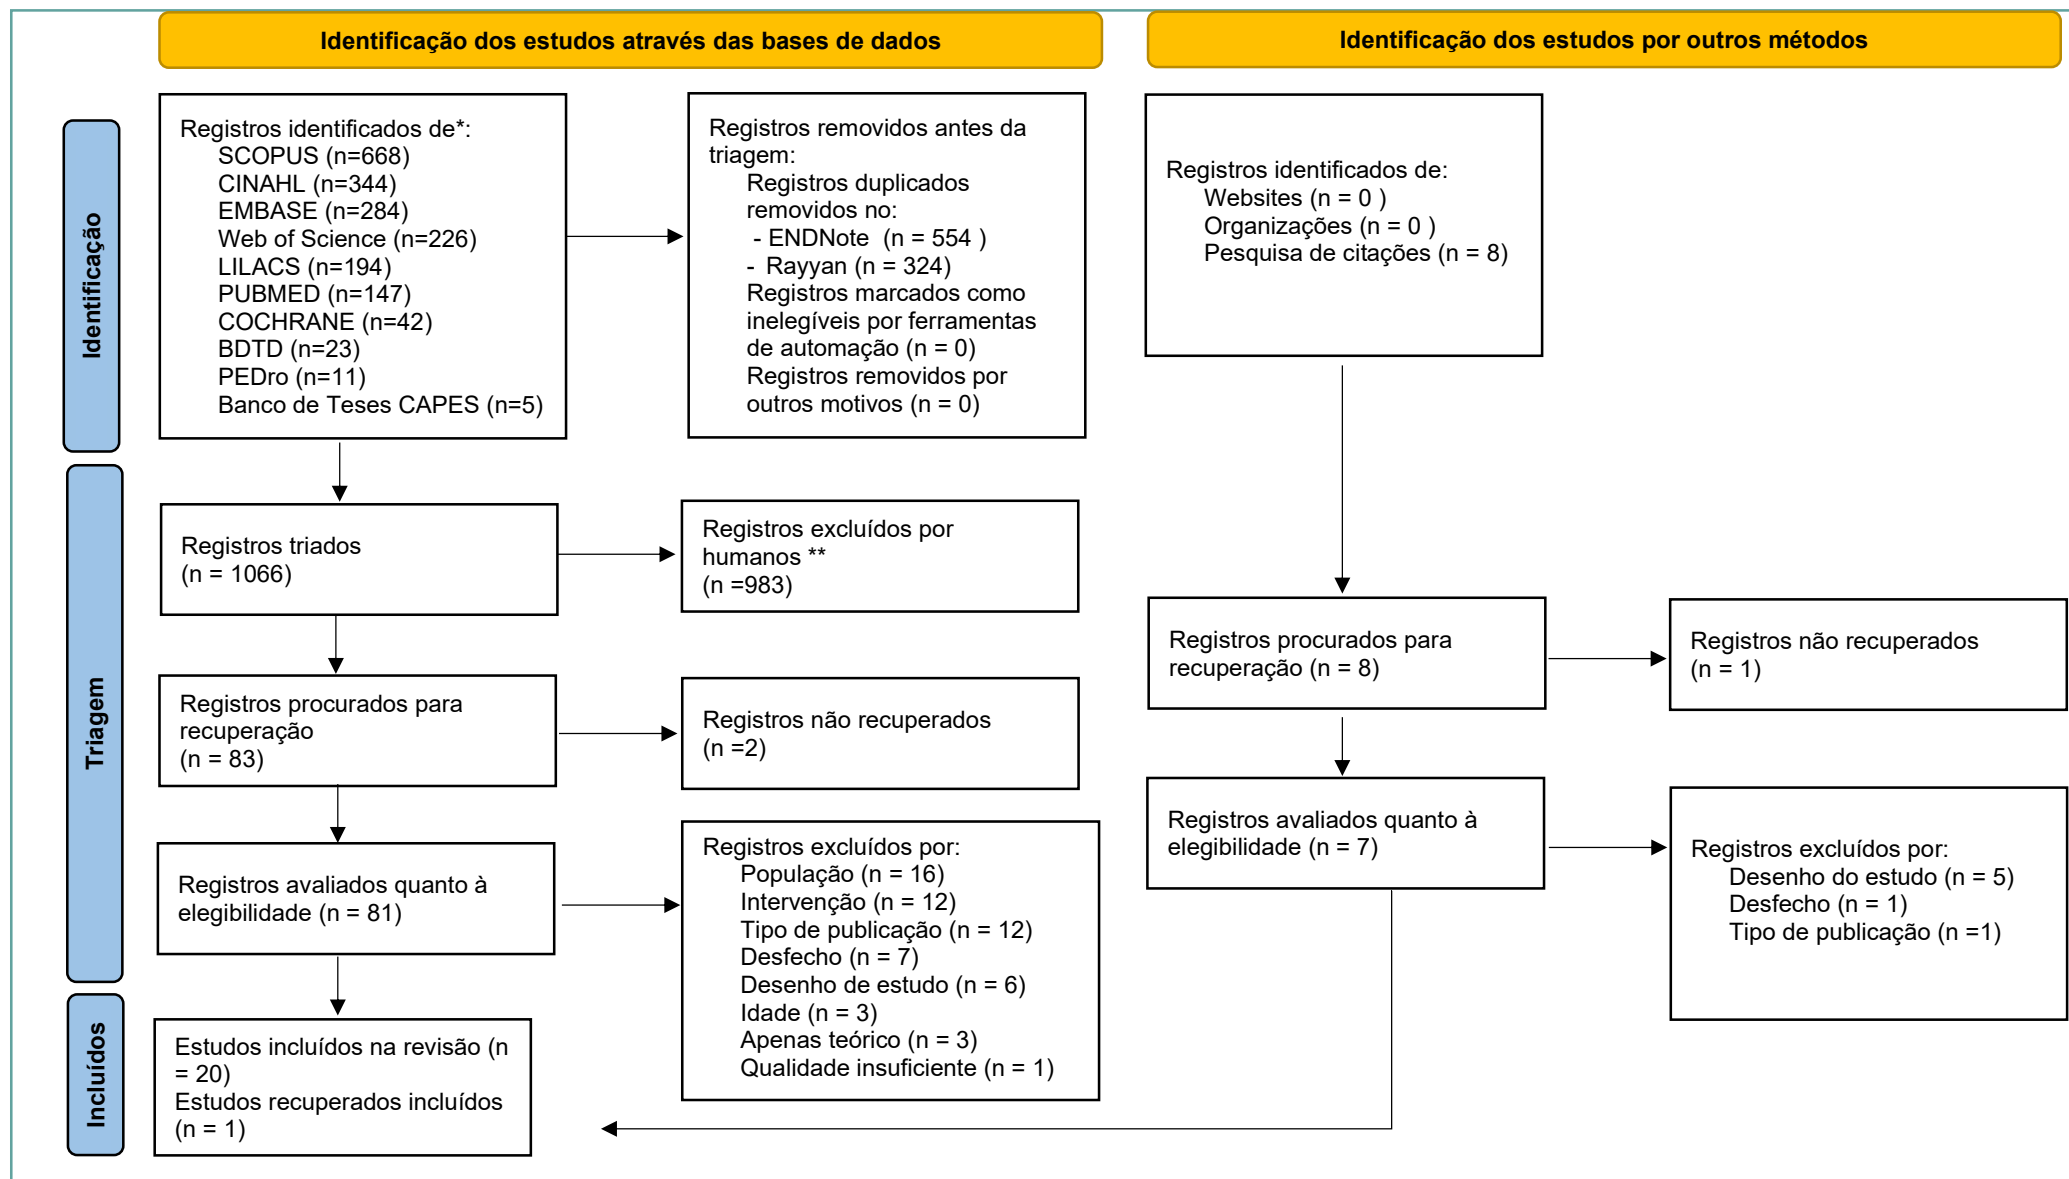 Identificação dos estudos através das bases de dados
Identificação dos estudos por outros métodos
Identificação
Registros identificados de*:
SCOPUS (n=668)
CINAHL (n=344)
EMBASE (n=284)
Web of Science (n=226)
LILACS (n=194)
PUBMED (n=147)
COCHRANE (n=42)
BDTD (n=23)
PEDro (n=11)
Banco de Teses CAPES (n=5)
Registros removidos antes da
triagem:
Registros duplicados
removidos no:
- ENDNote (n = 554 )
- Rayyan (n = 324)
Registros marcados como
inelegíveis por ferramentas
de automação (n = 0)
Registros removidos por
outros motivos (n = 0)
Registros identificados de:
Websites (n = 0 )
Organizações (n = 0 )
Pesquisa de citações (n = 8)
Triagem
Registros triados
(n = 1066)
Registros excluídos por
humanos **
(n =983)
Registros procurados para
recuperação
(n = 83)
Registros não recuperados
(n =2)
Registros procurados para
recuperação (n = 8)
Registros não recuperados
(n = 1)
Registros avaliados quanto à
elegibilidade (n = 81)
Registros excluídos por:
População (n = 16)
Intervenção (n = 12)
Tipo de publicação (n = 12)
Desfecho (n = 7)
Desenho de estudo (n = 6)
Idade (n = 3)
Apenas teórico (n = 3)
Qualidade insuficiente (n = 1)
Registros avaliados quanto à
elegibilidade (n = 7)
Registros excluídos por:
Desenho do estudo (n = 5)
Desfecho (n = 1)
Tipo de publicação (n =1)
Incluídos
Estudos incluídos na revisão (n
= 20)
Estudos recuperados incluídos
(n = 1)